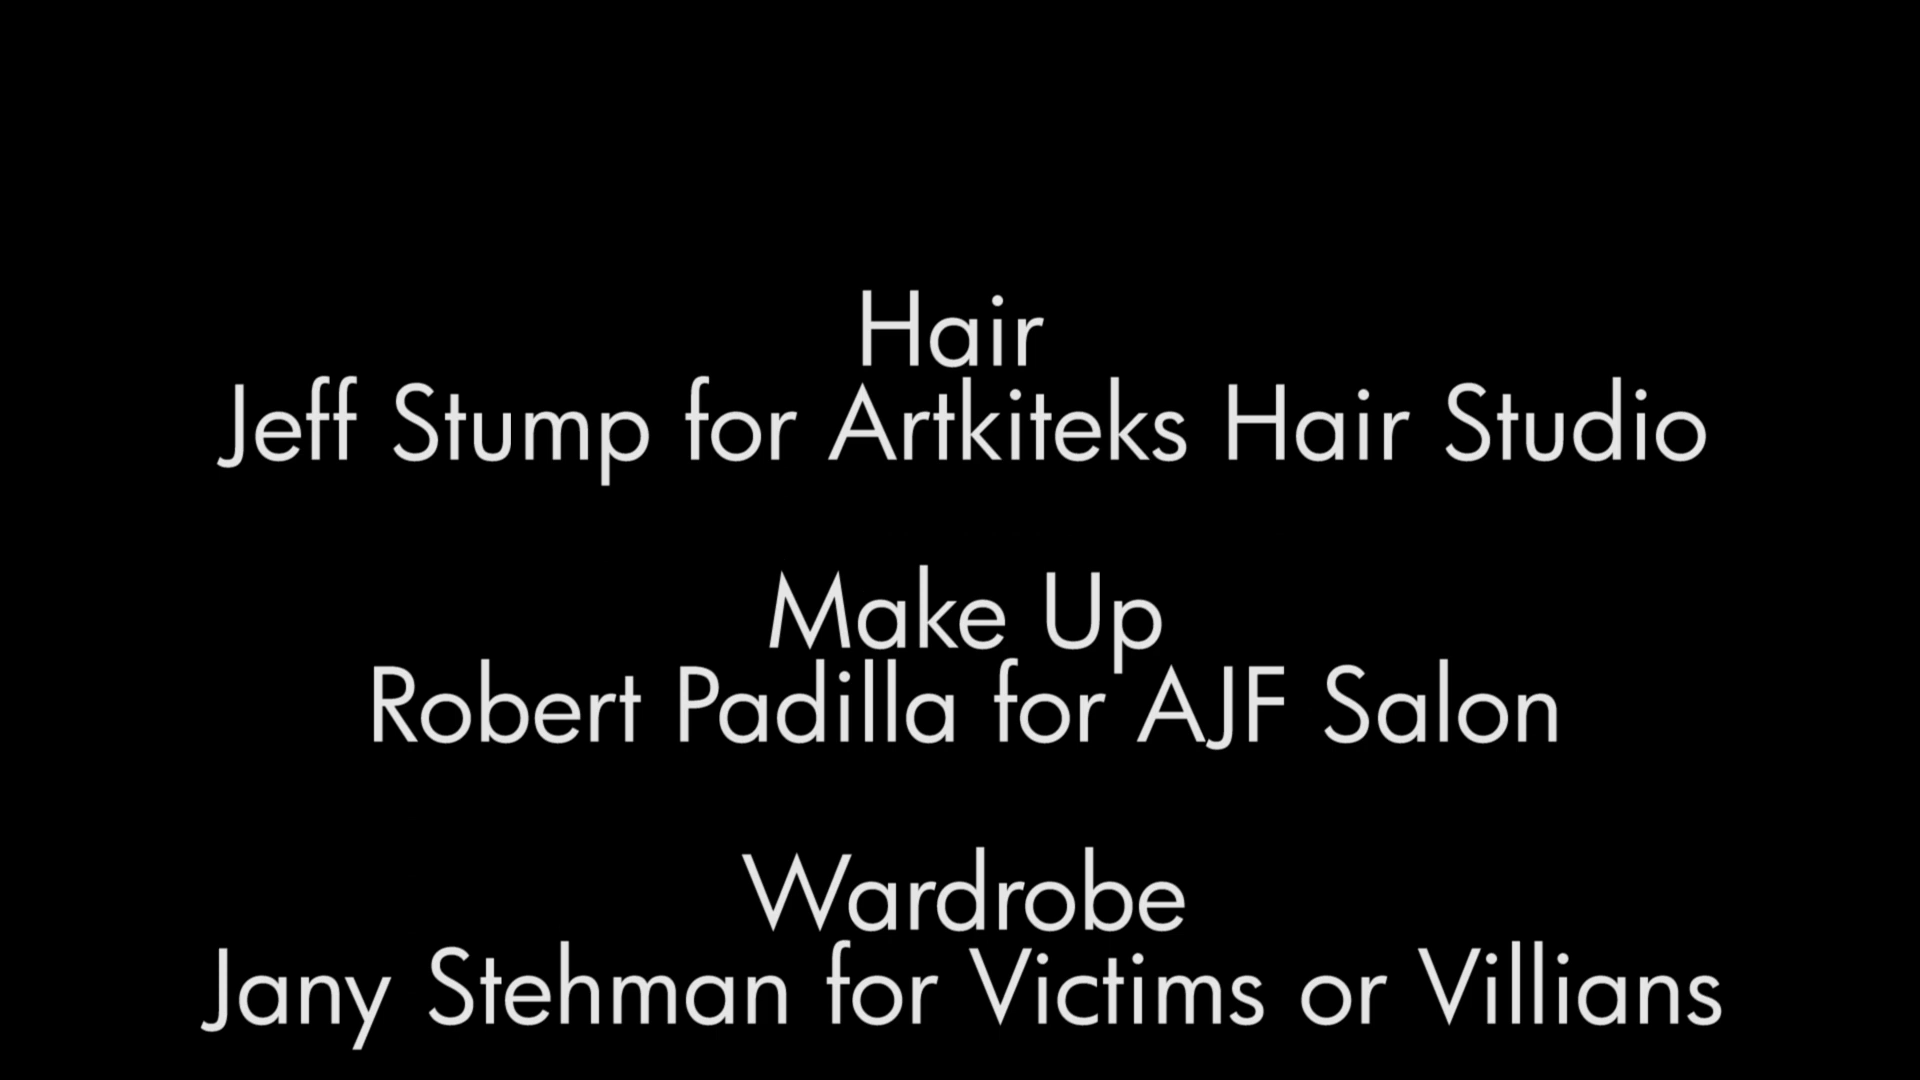 Hair
Jeff Stump for Artkiteks Hair Studio
Make Up
Robert Padilla for AJF Salon
Wardrobe
Jany Stehman for Victims or Villians